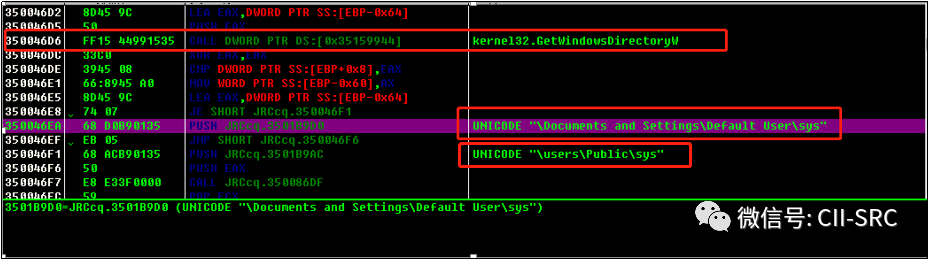 350046D2 8D45 9C LEA EAX,DWORD PTR SS:[EBP-0x64]
350046D5 50 PUSH EAX
350046D6 FF15 44991535 CALL DWORD PTR DS:[0x35159944] kernel32.GetWindowsDirectoryW
350046DC 33C0 XOR EAX,EAX
350046DE 3945 08 CMP DWORD PTR SS:[EBP+0x8],EAX
350046E1 66:8945 A0 MOV WORD PTR SS:[EBP-0x60],AX
350046E5 8D45 9C LEA EAX,DWORD PTR SS:[EBP-0x64]
350046E8 74 07 JE SHORT JRCcq.350046F1
350046EA 68 D0B90135 PUSH JRCcq.3501B9D0 UNICODE "\Documents and Settings\Default User\sys"
350046EF EB 05 JMP SHORT JRCcq.350046F6
350046F1 68 ACB90135 PUSH JRCcq.3501B9AC UNICODE "\users\Public\sys"
350046F6 50 PUSH EAX
350046F7 E8 E33F0000 CALL JRCcq.350086DF
350046FC 59 POP ECX
3501B9D0=JRCcq.3501B9D0 (UNICODE "\Documents and Settings\Default User\sys")
微信号: CII-SRC